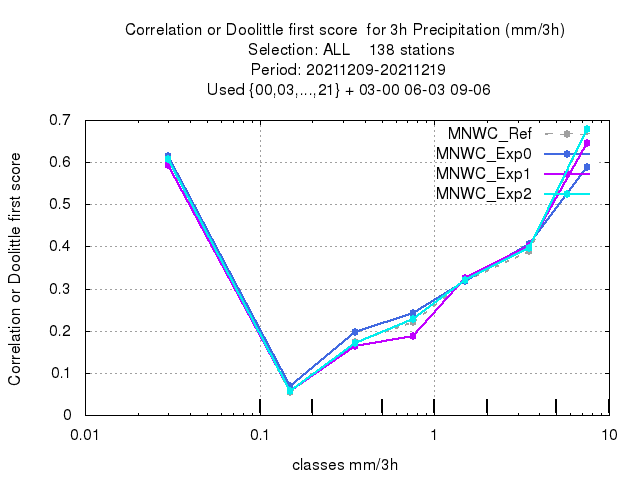 Correlation or Doolittle first score  for 3h Precipitation (mm/3h)
Selection: ALL    138 stations
Period: 20211209-20211219
Used {00,03,...,21} + 03-00 06-03 09-06
Correlation or Doolittle first score
0.7
0.6
0.5
0.4
0.3
0.2
0.1
0
MNWC_Ref
MNWC_Exp0
MNWC_Exp1
MNWC_Exp2
0.01 0.1 1 10
classes mm/3h